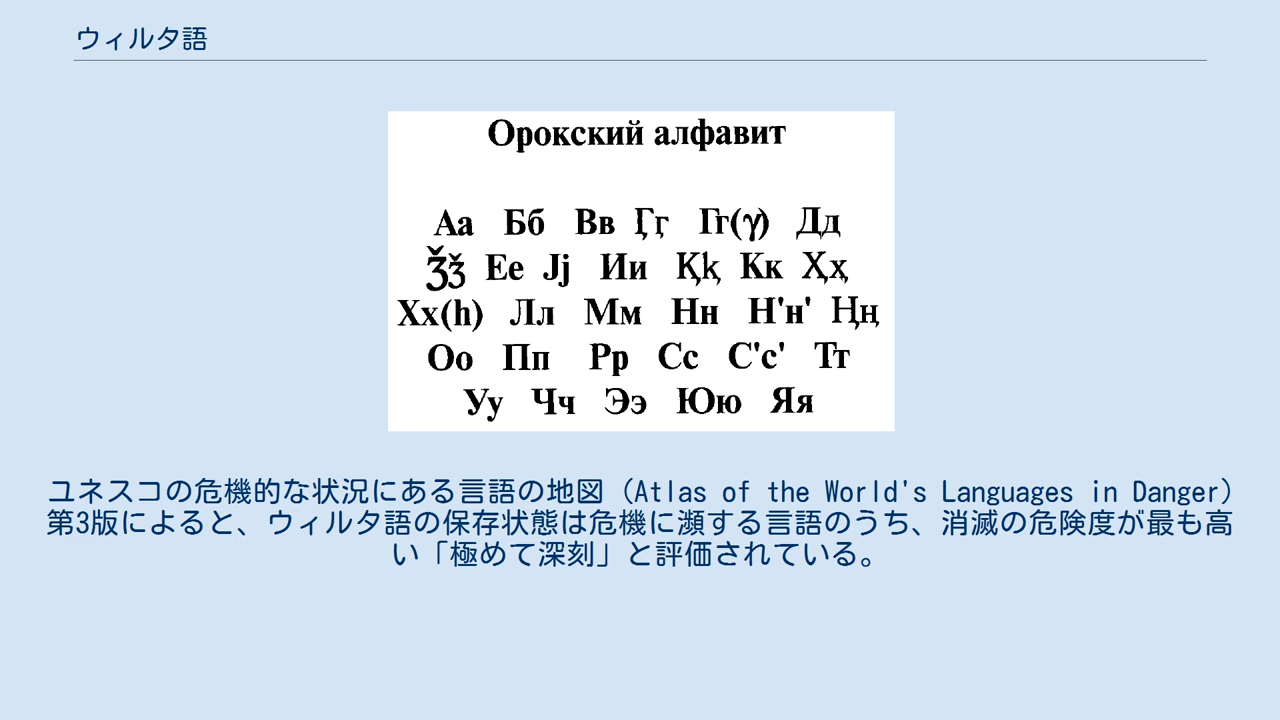 ウィルタ語
Орокский алфавит
Аа Бб Вв Ӷӷ Гг(γ) Дд
Ӡ̌ӡ̌ Ее Јј Ии Ққ Кк Ҳҳ
Хх(h) Лл Мм Нн Н'н' Ңң
Оо Пп Рр Сс С'с' Тт
Уу Чч Ээ Юю Яя
ユネスコの危機的な状況にある言語の地図（Atlas of the World's Languages in Danger）
第3版によると、ウィルタ語の保存状態は危機に瀕する言語のうち、消滅の危険度が最も高
い「極めて深刻」と評価されている。